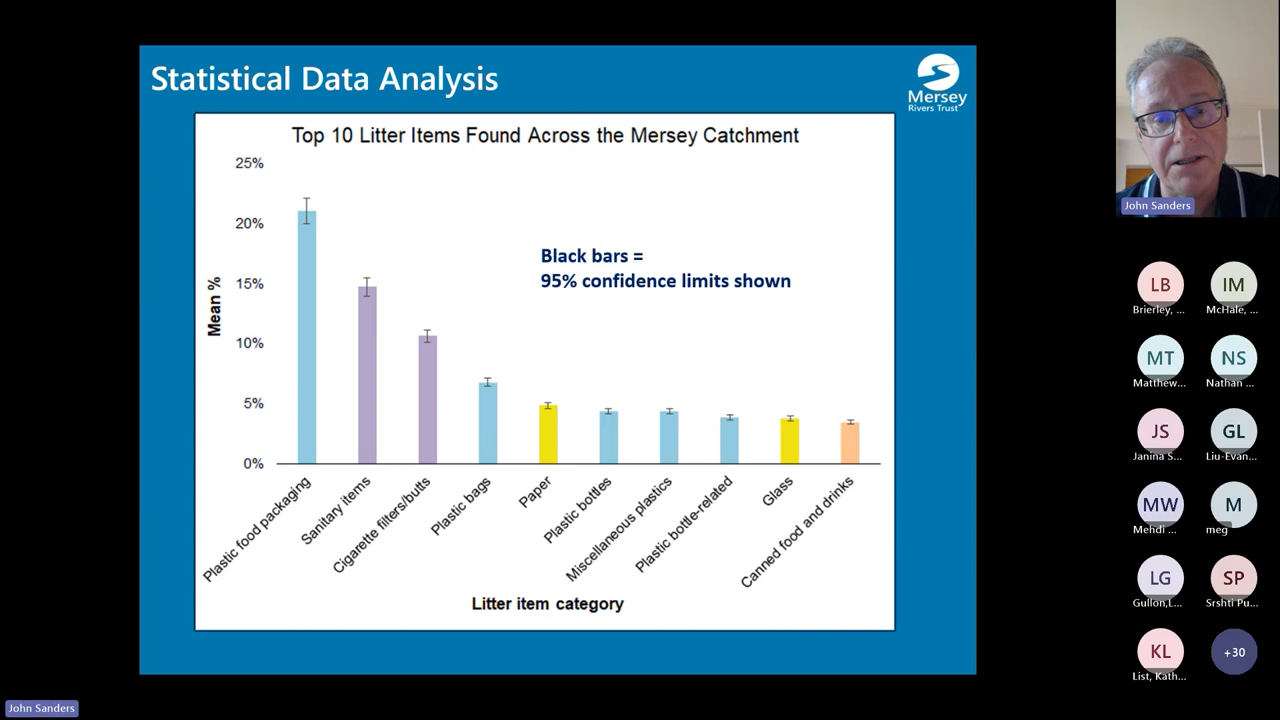 Statistical Data Analysis
Mersey
Rivers Trust
Top 10 Litter Items Found Across the Mersey Catchment
25%
20%
15%
10%
5%
0%
Mean %
Black bars =
95% confidence limits shown
Plastic food packaging
Sanitary items
Cigarette filters/butts
Plastic bags
Paper
Plastic bottles
Miscellaneous plastics
Plastic bottle-related
Glass
Canned food and drinks
Litter item category
John Sanders
LB
Brierley, ...
IM
McHale, ...
MT
Matthew...
NS
Nathan ...
JS
Janina S...
GL
Liu-Evan...
MW
Mehdi ...
M
meg
LG
Gullon,L...
SP
Srshti Pu...
KL
List, Kath...
+30
John Sanders